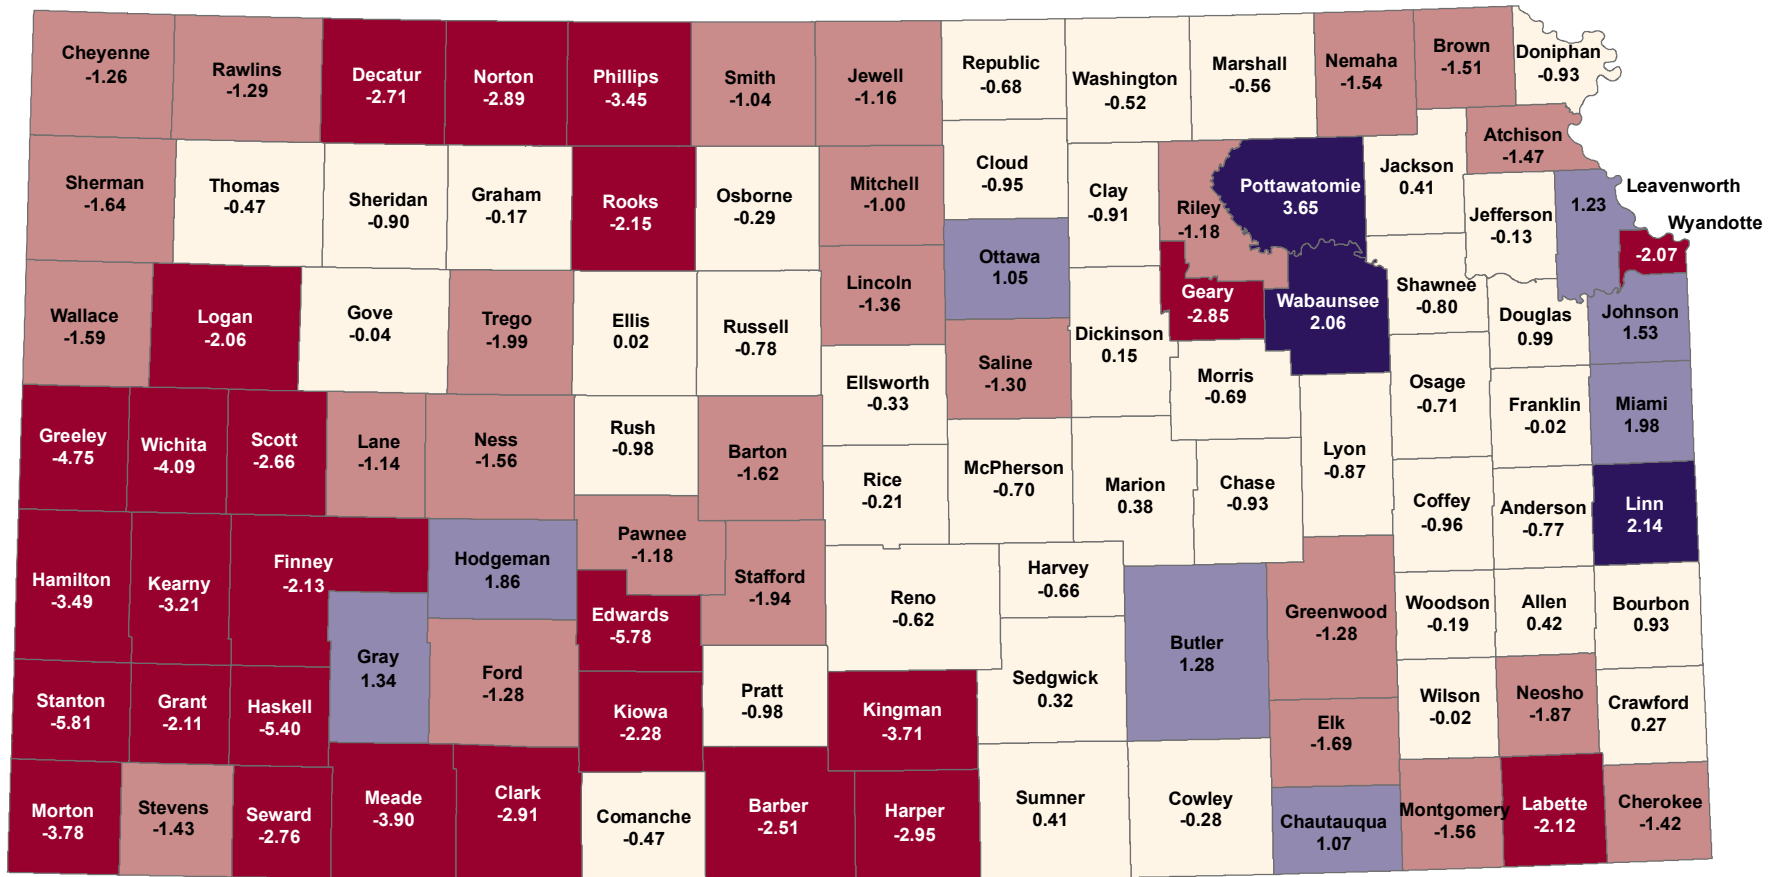 Cheyenne
-1.26
Rawlins
-1.29
Decatur
-2.71
Norton
-2.89
Phillips
-3.45
Smith
-1.04
Jewell
-1.16
Republic
-0.68
Washington
-0.52
Marshall
-0.56
Nemaha
-1.54
Brown
-1.51
Doniphan
-0.93
Sherman
-1.64
Thomas
-0.47
Sheridan
-0.90
Graham
-0.17
Rooks
-2.15
Osborne
-0.29
Mitchell
-1.00
Cloud
-0.95
Clay
-0.91
Riley
-1.18
Pottawatomie
3.65
Jackson
0.41
Atchison
-1.47
Jefferson
-0.13
Leavenworth
1.23
Wyandotte
-2.07
Wallace
-1.59
Logan
-2.06
Gove
-0.04
Trego
-1.99
Ellis
0.02
Russell
-0.78
Lincoln
-1.36
Ottawa
1.05
Saline
-1.30
Dickinson
0.15
Geary
-2.85
Wabaunsee
2.06
Shawnee
-0.80
Douglas
0.99
Johnson
1.53
Ellsworth
-0.33
Morris
-0.69
Osage
-0.71
Franklin
-0.02
Miami
1.98
Greeley
-4.75
Wichita
-4.09
Scott
-2.66
Lane
-1.14
Ness
-1.56
Rush
-0.98
Barton
-1.62
Rice
-0.21
McPherson
-0.70
Marion
0.38
Chase
-0.93
Lyon
-0.87
Coffey
-0.96
Anderson
-0.77
Linn
2.14
Hamilton
-3.49
Kearny
-3.21
Finney
-2.13
Hodgeman
1.86
Pawnee
-1.18
Stafford
-1.94
Edwards
-5.78
Reno
-0.62
Harvey
-0.66
Butler
1.28
Greenwood
-1.28
Woodson
-0.19
Allen
0.42
Bourbon
0.93
Gray
1.34
Ford
-1.28
Stanton
-5.81
Grant
-2.11
Haskell
-5.40
Kiowa
-2.28
Pratt
-0.98
Kingman
-3.71
Sedgwick
0.32
Elk
-1.69
Wilson
-0.02
Neosho
-1.87
Crawford
0.27
Morton
-3.78
Stevens
-1.43
Seward
-2.76
Meade
-3.90
Clark
-2.91
Comanche
-0.47
Barber
-2.51
Harper
-2.95
Sumner
0.41
Cowley
-0.28
Chautauqua
1.07
Montgomery
-1.56
Labette
-2.12
Cherokee
-1.42